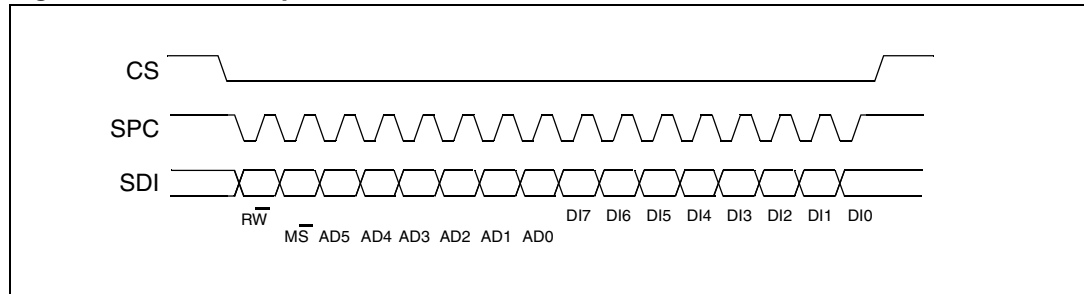 CS
SPC
SDI
RW̅ DI7 DI6 DI5 DI4 DI3 DI2 DI1 DI0
MS̅ AD5 AD4 AD3 AD2 AD1 AD0